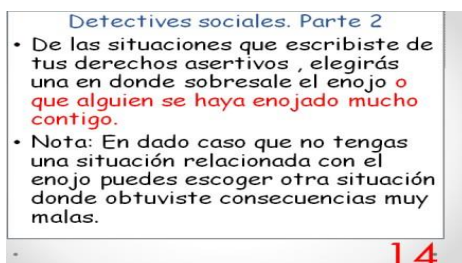 Detectives sociales. Parte 2
• De las situaciones que escribiste de
tus derechos asertivos , elegirás
una en donde sobresale el enojo o
que alguien se haya enojado mucho
contigo.
• Nota: En dado caso que no tengas
una situación relacionada con el
enojo puedes escoger otra situación
donde obtuviste consecuencias muy
malas.
14